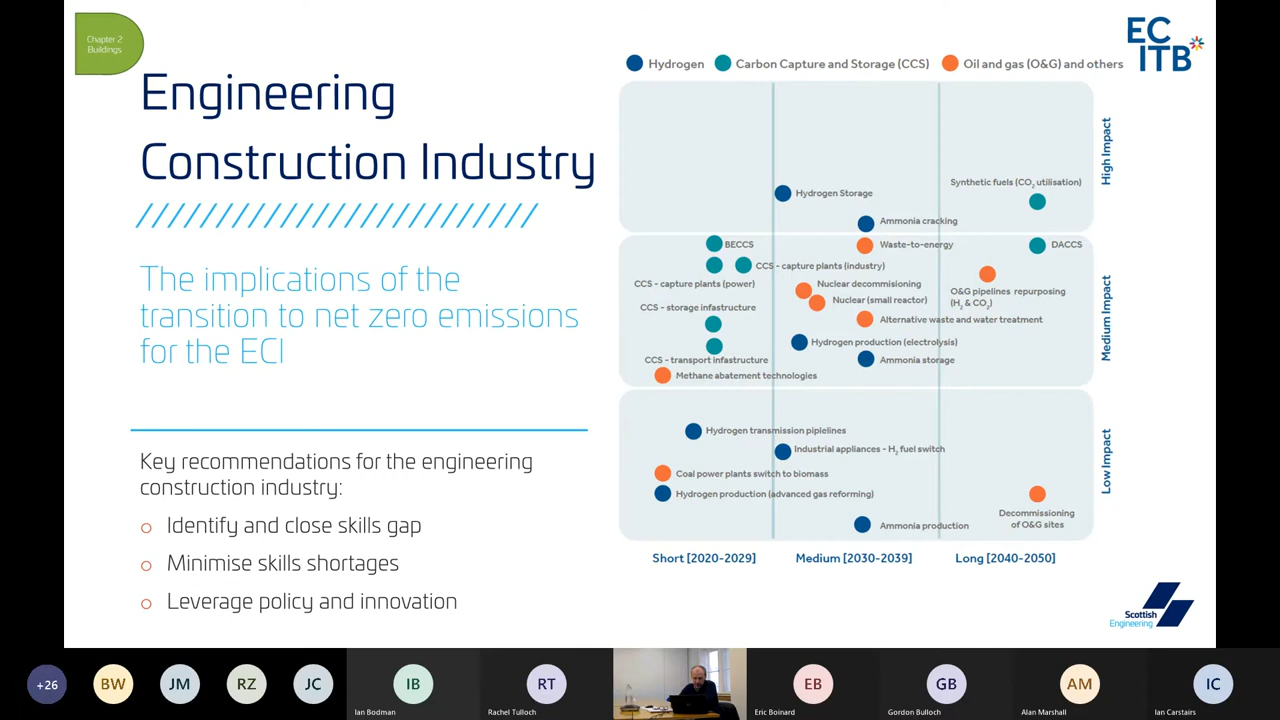 Chapter 2
Buildings
Engineering
Construction Industry
The implications of the
transition to net zero emissions
for the ECI
Key recommendations for the engineering
construction industry:
Identify and close skills gap
Minimise skills shortages
Leverage policy and innovation
EC
ITB
Hydrogen
Carbon Capture and Storage (CCS)
Oil and gas (O&G) and others
High Impact
Synthetic fuels (CO2 utilisation)
Hydrogen Storage
Ammonia cracking
Medium Impact
BECCS
Waste-to-energy
DACCS
CCS - capture plants (industry)
CCS - capture plants (power)
Nuclear decommisioning
O&G pipelines repurposing
(H2 & CO2)
Nuclear (small reactor)
CCS - storage infastructure
Alternative waste and water treatment
Hydrogen production (electrolysis)
CCS - transport infastructure
Ammonia storage
Methane abatement technologies
Low Impact
Hydrogen transmission piplelines
Industrial appliances - H2 fuel switch
Coal power plants switch to biomass
Hydrogen production (advanced gas reforming)
Decommissioning
of O&G sites
Ammonia production
Short [2020-2029]
Medium [2030-2039]
Long [2040-2050]
Scottish
Engineering
+26
BW
JM
RZ
JC
IB
Ian Bodman
RT
Rachel Tulloch
EB
Eric Boinard
GB
Gordon Bulloch
AM
Alan Marshall
IC
Ian Carstairs